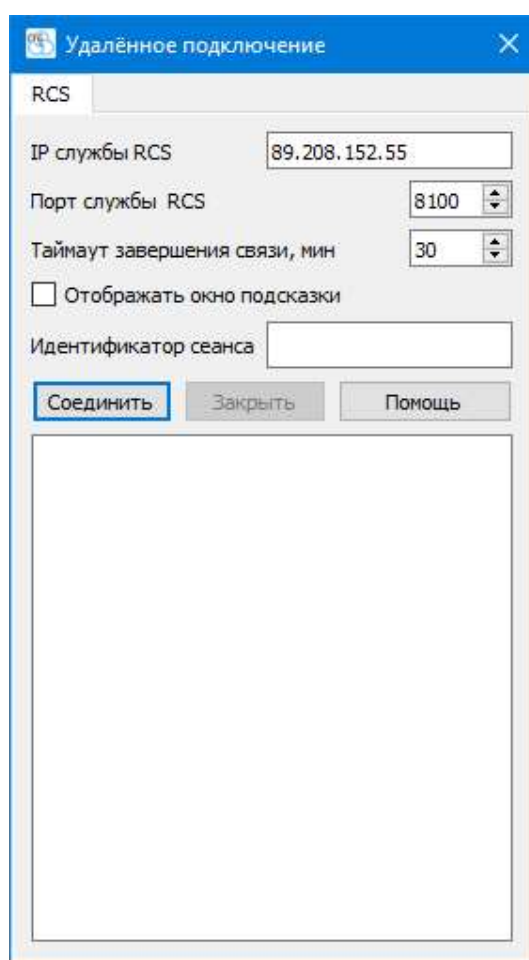 Удалённое подключение
RCS
IP службы RCS 89.208.152.55
Порт службы RCS 8100
Таймаут завершения связи, мин 30
Отображать окно подсказки
Идентификатор сеанса
Соединить Закрыть Помощь